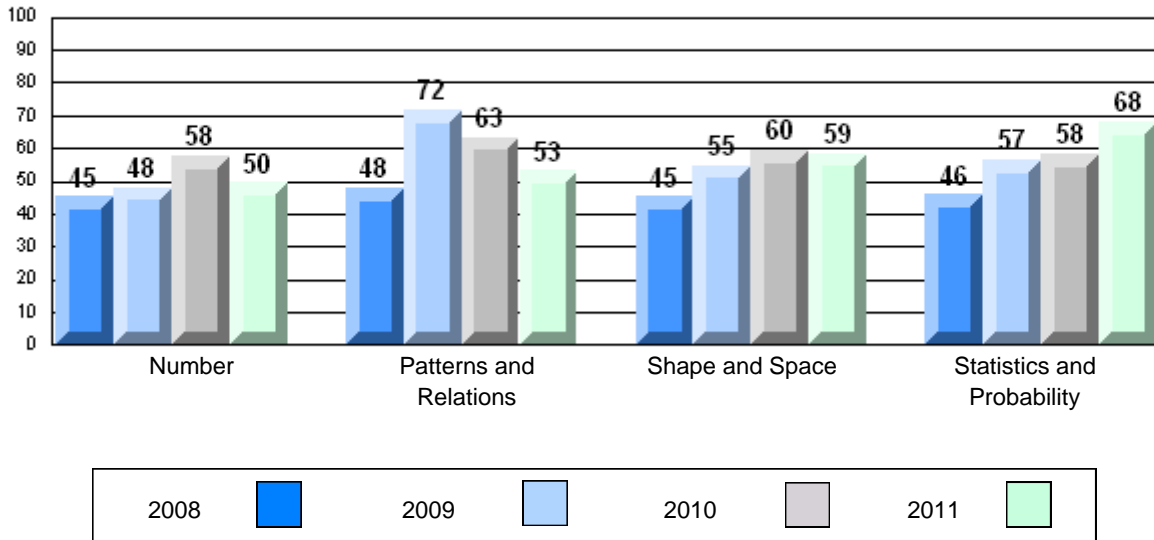 100
90
80
70
60
50
40
30
20
10
0
45 48 58 50
48 72 63 53
45 55 60 59
46 57 58 68
Number
Patterns and
Relations
Shape and Space
Statistics and
Probability
2008 2009 2010 2011